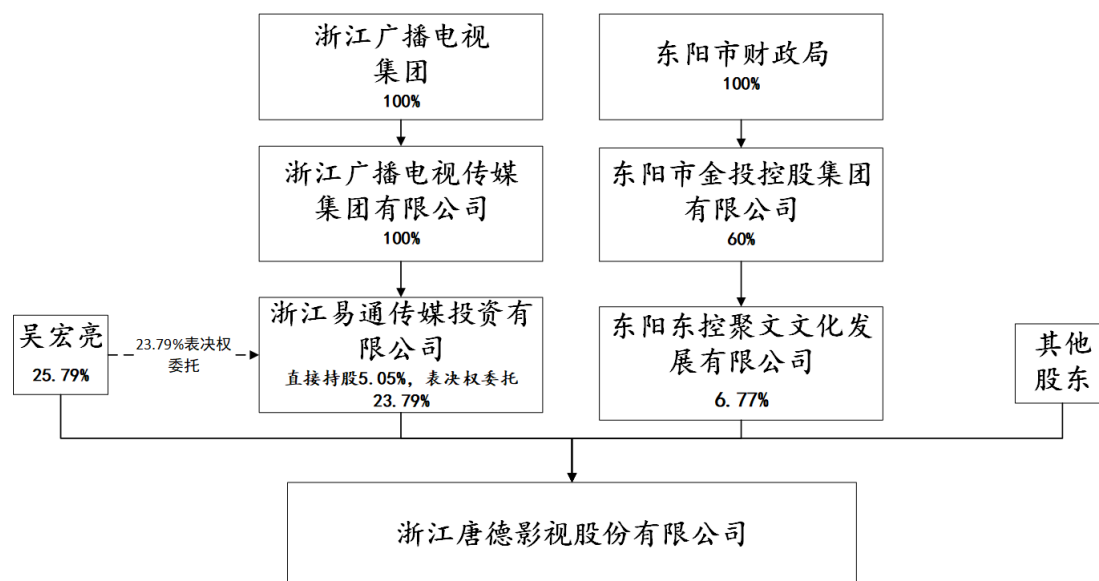 浙江广播电视
集团
100%
东阳市财政局
100%
浙江广播电视传媒
集团有限公司
100%
东阳市金投控股集团
有限公司
60%
吴宏亮
25.79%
23.79%表决权
委托
浙江易通传媒投资有
限公司
直接持股5.05%，表决权委托
23.79%
东阳东控聚文文化发
展有限公司
6.77%
其他
股东
浙江唐德影视股份有限公司